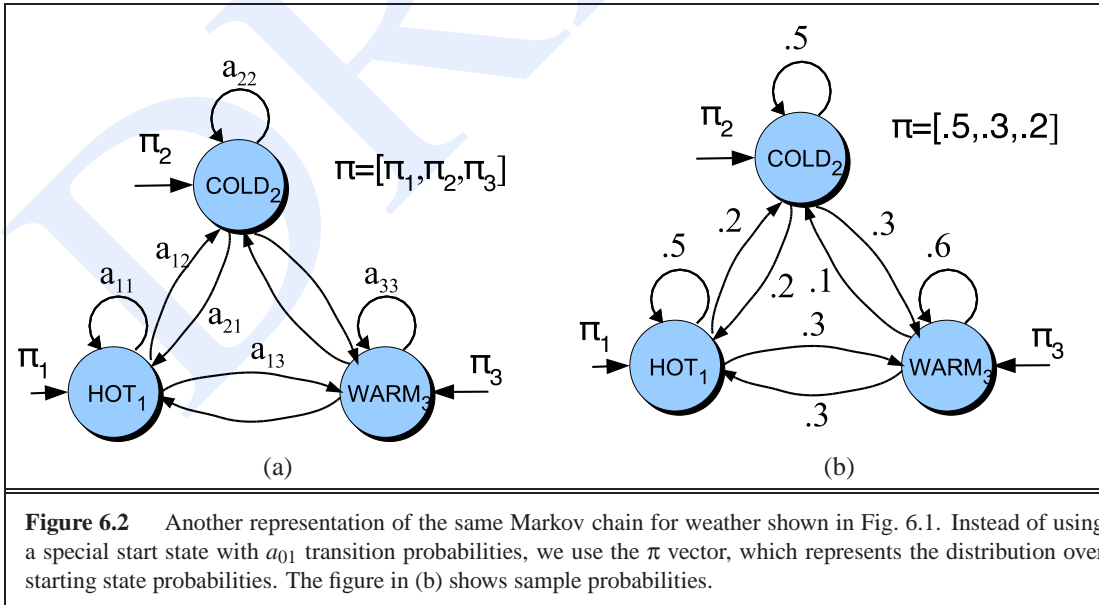 DR
a₂₂
π₂
COLD₂
π=[π₁,π₂,π₃]
a₁₂
a₁₁
a₂₁
a₃₃
a₁₃
π₁
HOT₁
WARM₃
π₃
(a)
.5
π₂
COLD₂
π=[.5,.3,.2]
.2
.3
.5
.6
.2
.1
.3
π₁
HOT₁
WARM₃
π₃
.3
(b)
Figure 6.2 Another representation of the same Markov chain for weather shown in Fig. 6.1. Instead of using
a special start state with a₀₁ transition probabilities, we use the π vector, which represents the distribution over
starting state probabilities. The figure in (b) shows sample probabilities.